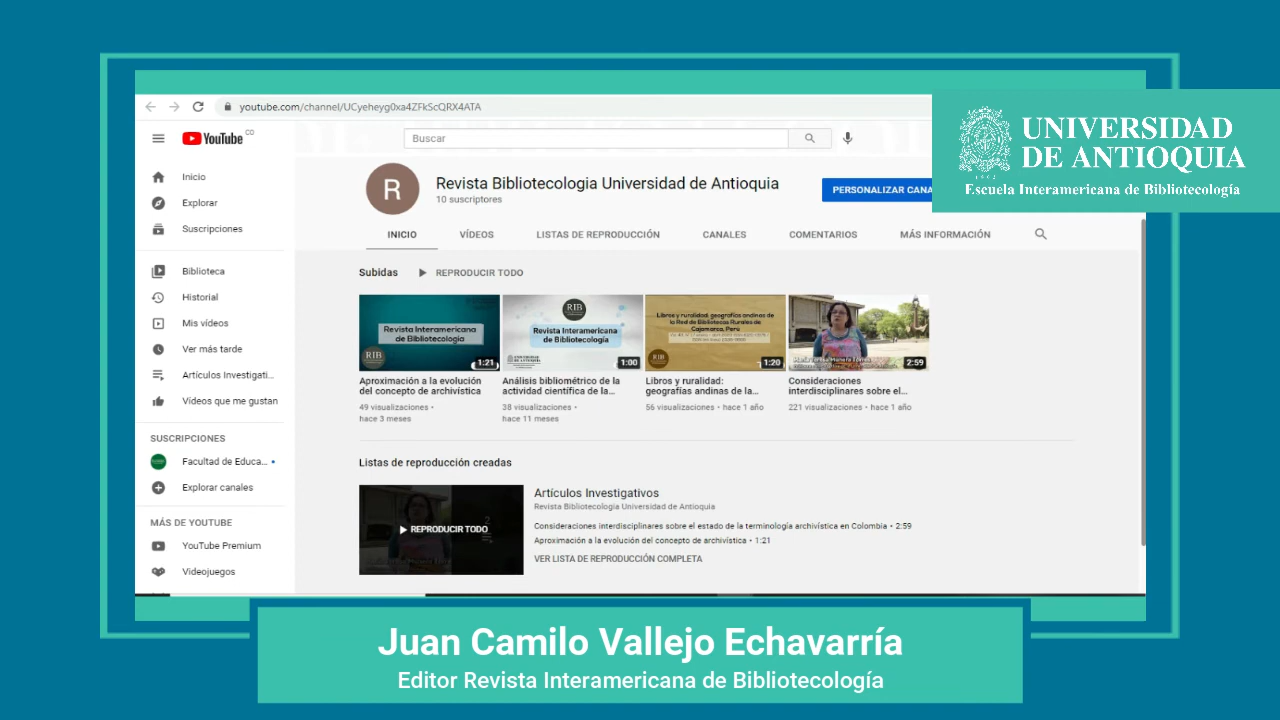 youtube.com/channel/UCyeheyg0xa4ZFkScQRX4ATA
YouTube CO
Buscar
UNIVERSIDAD
DE ANTIOQUIA
1803
Escuela Interamericana de Bibliotecología
Inicio
Explorar
Suscripciones
Biblioteca
Historial
Mis vídeos
Ver más tarde
Artículos Investigati...
Vídeos que me gustan
SUSCRIPCIONES
Facultad de Educa...
Explorar canales
MÁS DE YOUTUBE
YouTube Premium
Videojuegos
R
Revista Bibliotecologia Universidad de Antioquia
10 suscriptores
PERSONALIZAR CANA
INICIO
VÍDEOS
LISTAS DE REPRODUCCIÓN
CANALES
COMENTARIOS
MÁS INFORMACIÓN
Subidas
REPRODUCIR TODO
Revista Interamericana
de Bibliotecología
RIB
1:21
Aproximación a la evolución
del concepto de archivística
49 visualizaciones •
hace 3 meses
RIB
Revista Interamericana
de Bibliotecología
1:00
Análisis bibliométrico de la
actividad científica de la...
38 visualizaciones •
hace 11 meses
Libros y ruralidad: geografías andinas de
la Red de Bibliotecas Rurales de
Cajamarca, Perú
RIB
1:20
Libros y ruralidad:
geografías andinas de la...
56 visualizaciones • hace 1 año
2:59
Consideraciones
interdisciplinares sobre el...
221 visualizaciones • hace 1 año
Listas de reproducción creadas
REPRODUCIR TODO
Artículos Investigativos
Revista Bibliotecologia Universidad de Antioquia
Consideraciones interdisciplinares sobre el estado de la terminología archivística en Colombia • 2:59
Aproximación a la evolución del concepto de archivística • 1:21
VER LISTA DE REPRODUCCIÓN COMPLETA
Juan Camilo Vallejo Echavarría
Editor Revista Interamericana de Bibliotecología